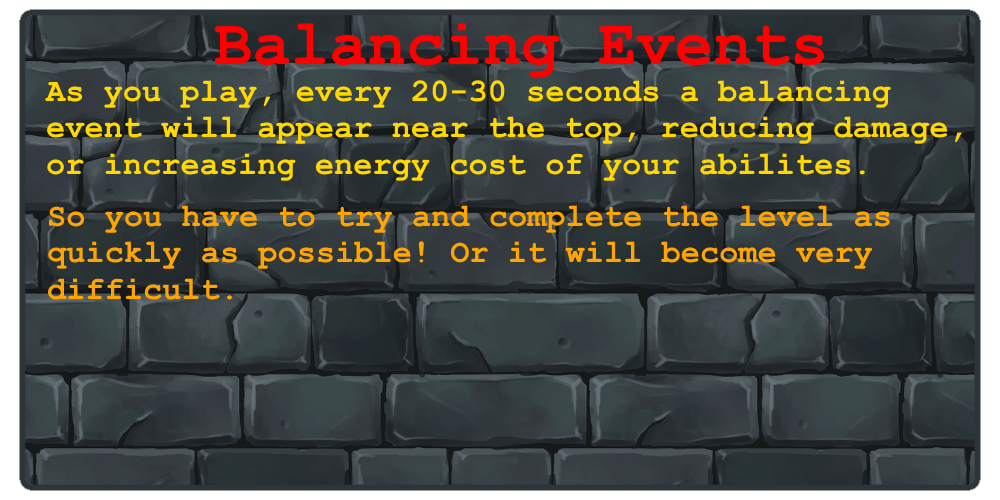 Balancing Events
As you play, every 20-30 seconds a balancing
event will appear near the top, reducing damage,
or increasing energy cost of your abilites.
So you have to try and complete the level as
quickly as possible! Or it will become very
difficult.